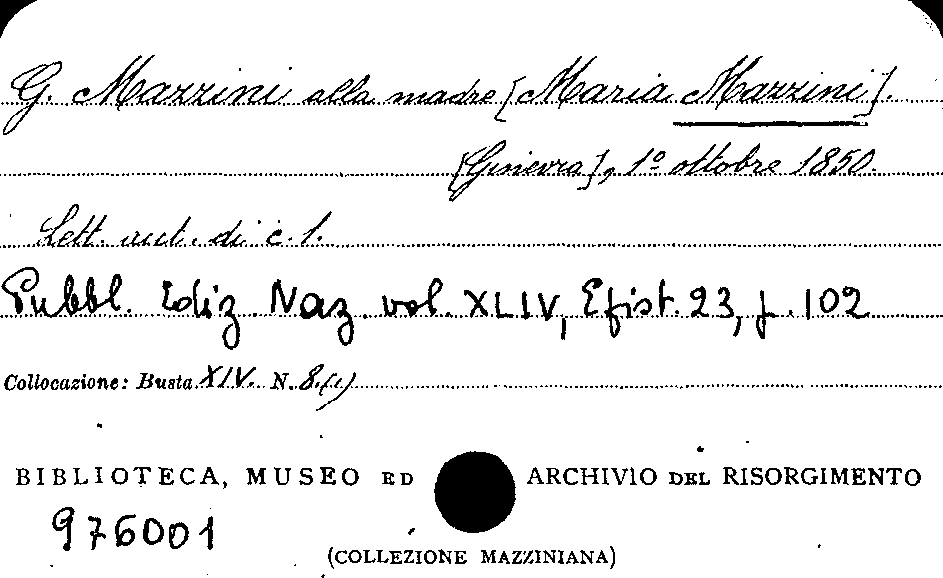 G. Mazzini alla madre [Maria Mazzini].
[Ginevra], 1º ottobre 1850.
Lett. aut. di c. 1.
Pubbl. Ediz. Naz. vol. XLIV, Epist. 23, p. 102
Collocazione: Busta XIV. N. 8.(1)
BIBLIOTECA, MUSEO ED ARCHIVIO DEL RISORGIMENTO
976001
(COLLEZIONE MAZZINIANA)